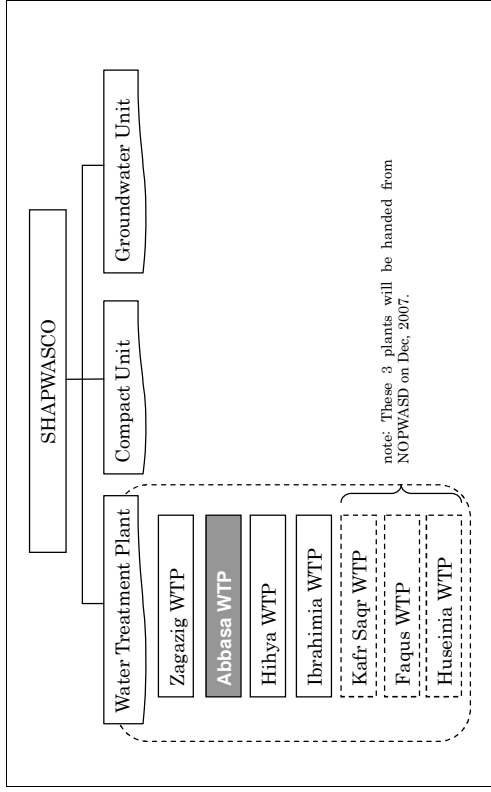 SHAPWASCO
Water Treatment Plant
Compact Unit
Groundwater Unit
Zagazig WTP
Abbasa WTP
Hihya WTP
Ibrahimia WTP
Kafr Saqr WTP
Faqus WTP
Huseinia WTP
note: These 3 plants will be handed from
NOPWASD on Dec, 2007.